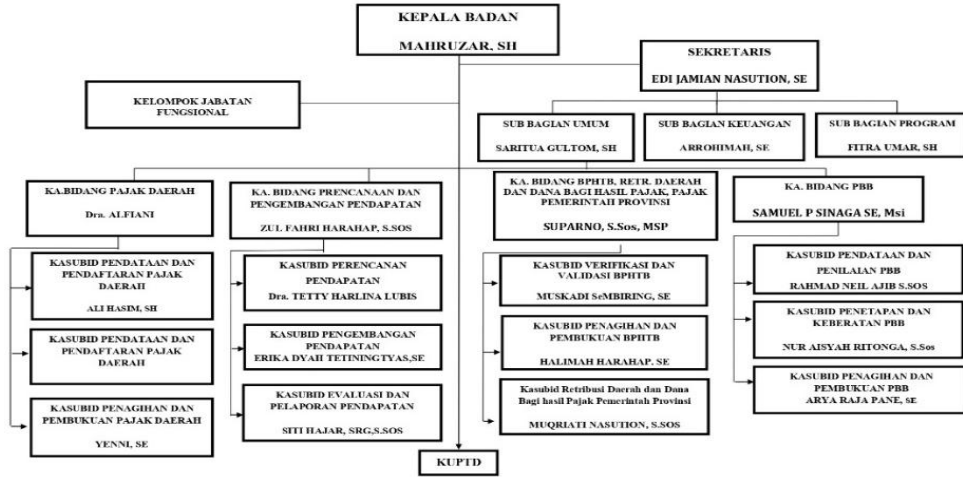 KEPALA BADAN
MAHRUZAR, SH
SEKRETARIS
EDI JAMIAN NASUTION, SE
KELOMPOK JABATAN
FUNGSIONAL
SUB BAGIAN UMUM
SARITUA GULTOM, SH
SUB BAGIAN KEUANGAN
ARROHIMAH, SE
SUB BAGIAN PROGRAM
FITRA UMAR, SH
KA.BIDANG PAJAK DAERAH
Dra. ALFIANI
KA. BIDANG PRENCANAAN DAN
PENGEMBANGAN PENDAPATAN
ZUL FAHRI HARAHAP, S.SOS
KA. BIDANG BPHTB, RETR. DAERAH
DAN DANA BAGI HASIL PAJAK, PAJAK
PEMERINTAH PROVINSI
SUPARNO, S.Sos, MSP
KA. BIDANG PBB
SAMUEL P SINAGA SE, Msi
KASUBID PENDATAAN DAN
PENDAFTARAN PAJAK
DAERAH
ALI HASIM, SH
KASUBID PENDATAAN DAN
PENDAFTARAN PAJAK
DAERAH
KASUBID PENAGIHAN DAN
PEMBUKUAN PAJAK DAERAH
YENNI, SE
KASUBID PERENCANAN
PENDAPATAN
Dra. TETTY HARLINA LUBIS
KASUBID PENGEMBANGAN
PENDAPATAN
ERIKA DYAH TETININGTYAS,SE
KASUBID EVALUASI DAN
PELAPORAN PENDAPATAN
SITI HAJAR, SRG,S.SOS
KASUBID VERIFIKASI DAN
VALIDASI BPHTB
MUSKADI SeMBIRING, SE
KASUBID PENAGIHAN DAN
PEMBUKUAN BPHTB
HALIMAH HARAHAP. SE
Kasubid Retribusi Daerah dan Dana
Bagi hasil Pajak Pemerintah Provinsi
MUQRIATI NASUTION, S.SOS
KASUBID PENDATAAN DAN
PENILAIAN PBB
RAHMAD NEIL AJIB S.SOS
KASUBID PENETAPAN DAN
KEBERATAN PBB
NUR AISYAH RITONGA, S.Sos
KASUBID PENAGIHAN DAN
PEMBUKUAN PBB
ARYA RAJA PANE, SE
KUPTD